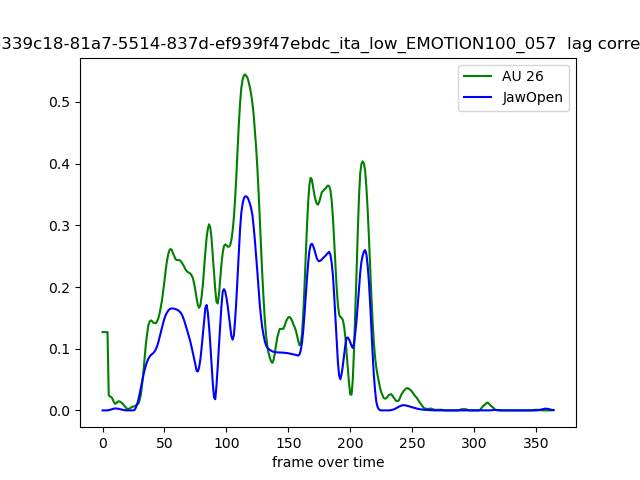 339c18-81a7-5514-837d-ef939f47ebdc_ita_low_EMOTION100_057  lag corre
AU 26
JawOpen
0.5
0.4
0.3
0.2
0.1
0.0
0 50 100 150 200 250 300 350
frame over time